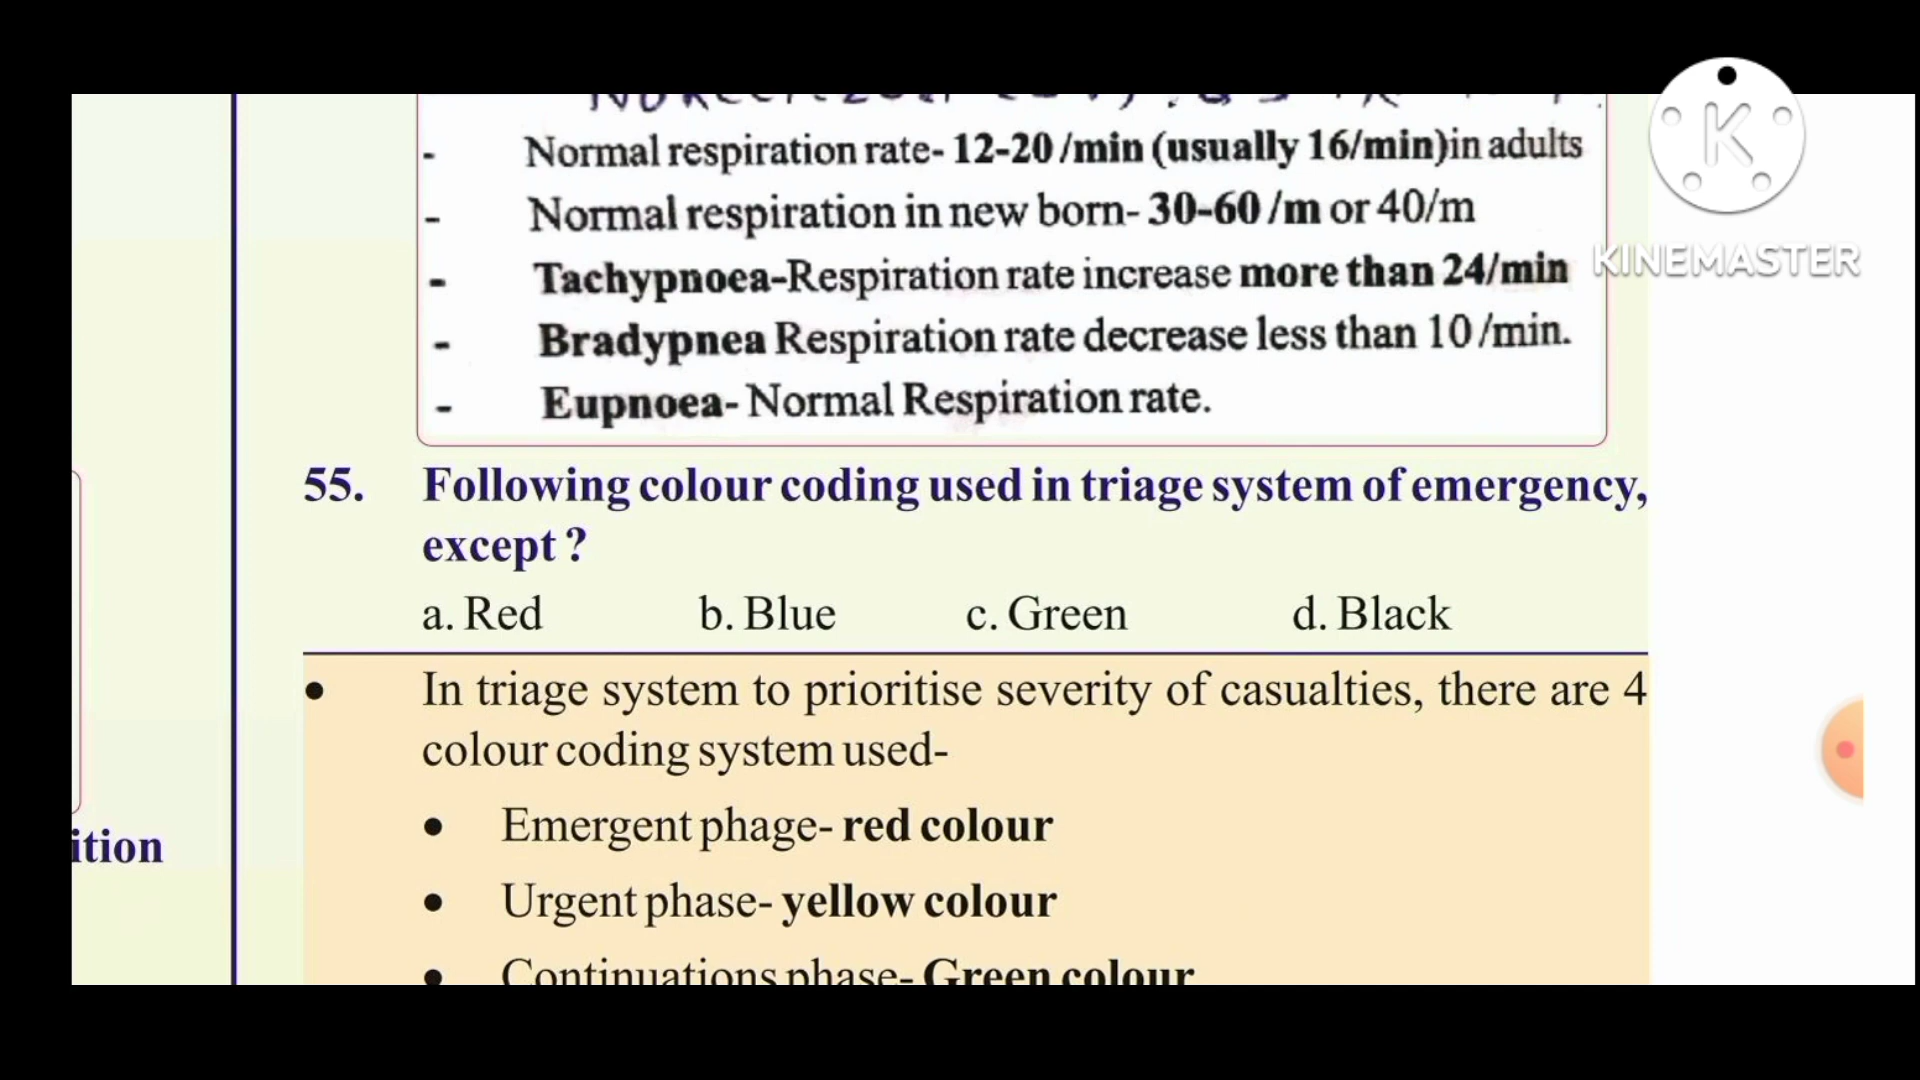 - Normal respiration rate- 12-20 /min (usually 16/min)in adults
- Normal respiration in new born- 30-60 /m or 40/m
- Tachypnoea-Respiration rate increase more than 24/min
- Bradypnea Respiration rate decrease less than 10 /min.
- Eupnoea- Normal Respiration rate.
K
KINEMASTER
55. Following colour coding used in triage system of emergency,
except ?
a. Red b. Blue c. Green d. Black
• In triage system to prioritise severity of casualties, there are 4
colour coding system used-
• Emergent phage- red colour
• Urgent phase- yellow colour
• Continuations phase- Green colour
ition